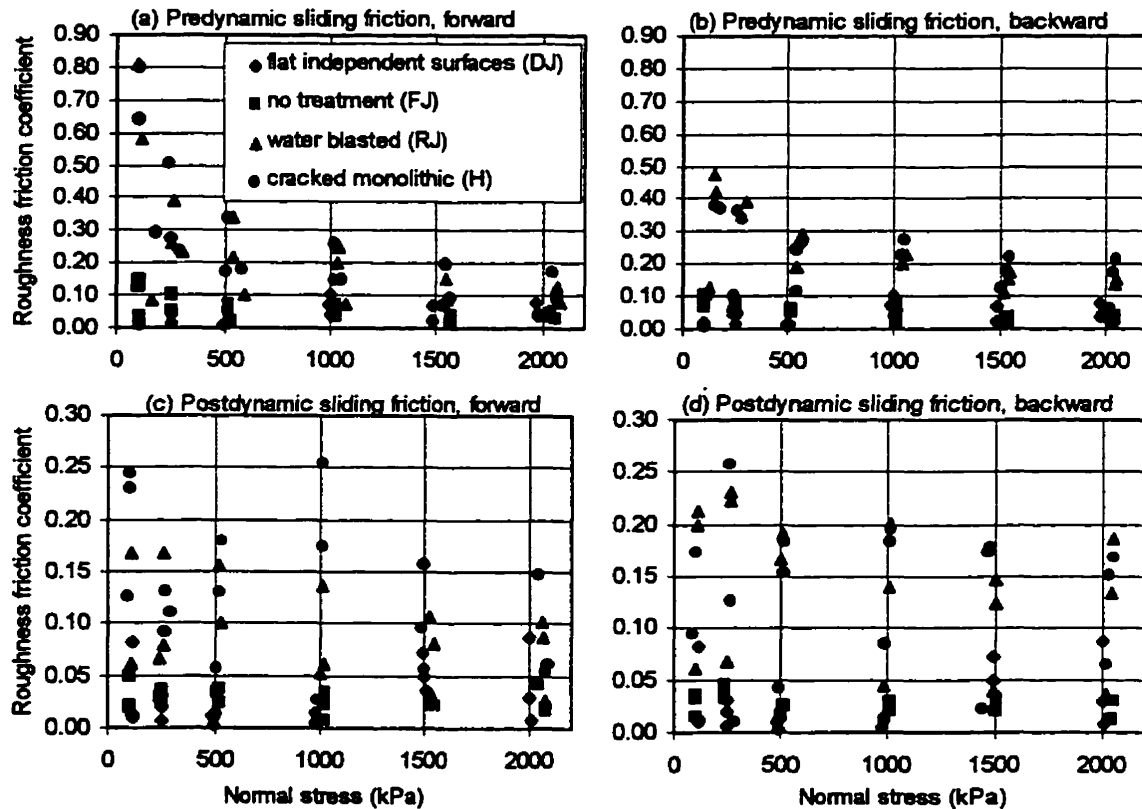 (a) Predynamic sliding friction, forward
(b) Predynamic sliding friction, backward
Roughness friction coefficient
0.90
0.80
0.70
0.60
0.50
0.40
0.30
0.20
0.10
0.00
flat independent surfaces (DJ)
no treatment (FJ)
water blasted (RJ)
cracked monolithic (H)
0 500 1000 1500 2000
0.90
0.80
0.70
0.60
0.50
0.40
0.30
0.20
0.10
0.00
0 500 1000 1500 2000
(c) Postdynamic sliding friction, forward
(d) Postdynamic sliding friction, backward
Roughness friction coefficient
0.30
0.25
0.20
0.15
0.10
0.05
0.00
0 500 1000 1500 2000
Normal stress (kPa)
0.30
0.25
0.20
0.15
0.10
0.05
0.00
0 500 1000 1500 2000
Normal stress (kPa)